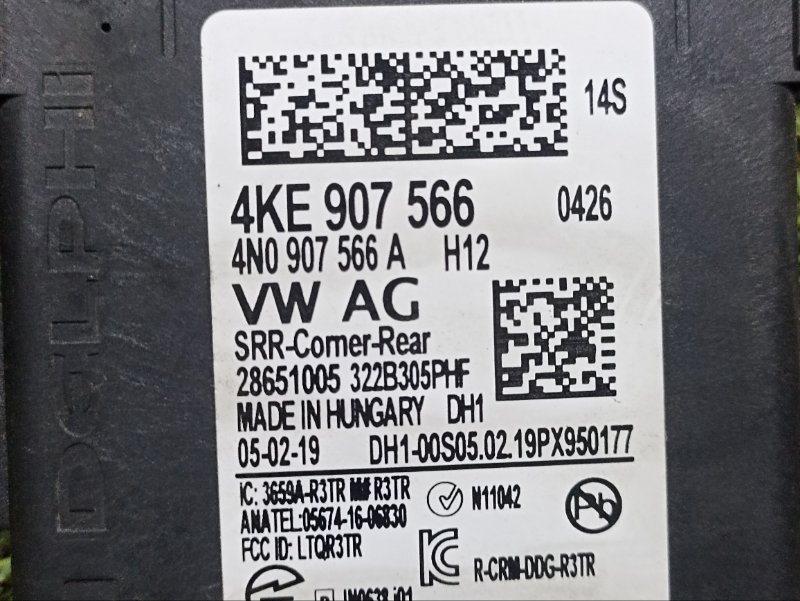 DELPHI
14S
4KE 907 566 0426
4N0 907 566 A H12
VW AG
SRR-Corner-Rear
28651005 322B305PHF
MADE IN HUNGARY DH1
05-02-19 DH1-00S05.02.19PX950177
IC: 3659A-R3TR R3TR
ANATEL:05674-16-06830 N11042 Pb
FCC ID: LTQR3TR
R-CRM-DDG-R3TR
R